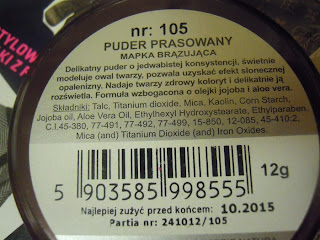 TYLOW
KI Z F
nr: 105
PUDER PRASOWANY
MAPKA BRĄZUJĄCA
Delikatny puder o jedwabistej konsystencji, świetnie
modeluje owal twarzy, pozwala uzyskać efekt słonecznej
opalenizny. Nadaje twarzy zdrowy koloryt i delikatnie ją
rozświetla. Formuła wzbogacona o olejki jojoba i aloe vera.
Składniki: Talc, Titanium dioxide, Mica, Kaolin, Corn Starch,
Jojoba oil, Aloe Vera Oil, Ethylhexyl Hydroxystearate, Ethylparaben,
C.I.45-380, 77-491, 77-492, 77-499, 15-850, 12-085, 45-410:2,
Mica (and) Titanium Dioxide (and) Iron Oxides.
5 903585 998555
12g
Najlepiej zużyć przed końcem: 10.2015
Partia nr: 241012/105